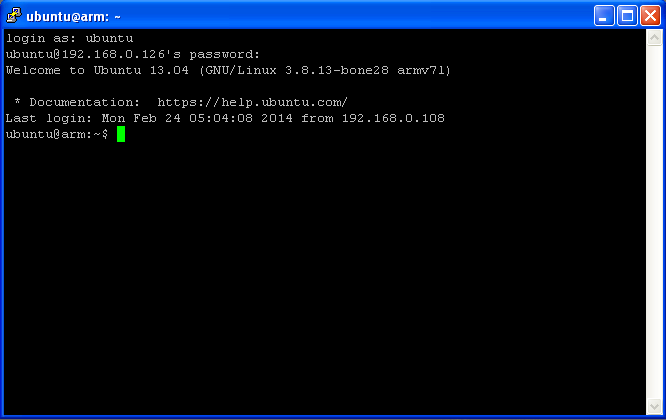 ubuntu@arm: ~
login as: ubuntu
ubuntu@192.168.0.126's password:
Welcome to Ubuntu 13.04 (GNU/Linux 3.8.13-bone28 armv7l)
* Documentation:  https://help.ubuntu.com/
Last login: Mon Feb 24 05:04:08 2014 from 192.168.0.108
ubuntu@arm:~$